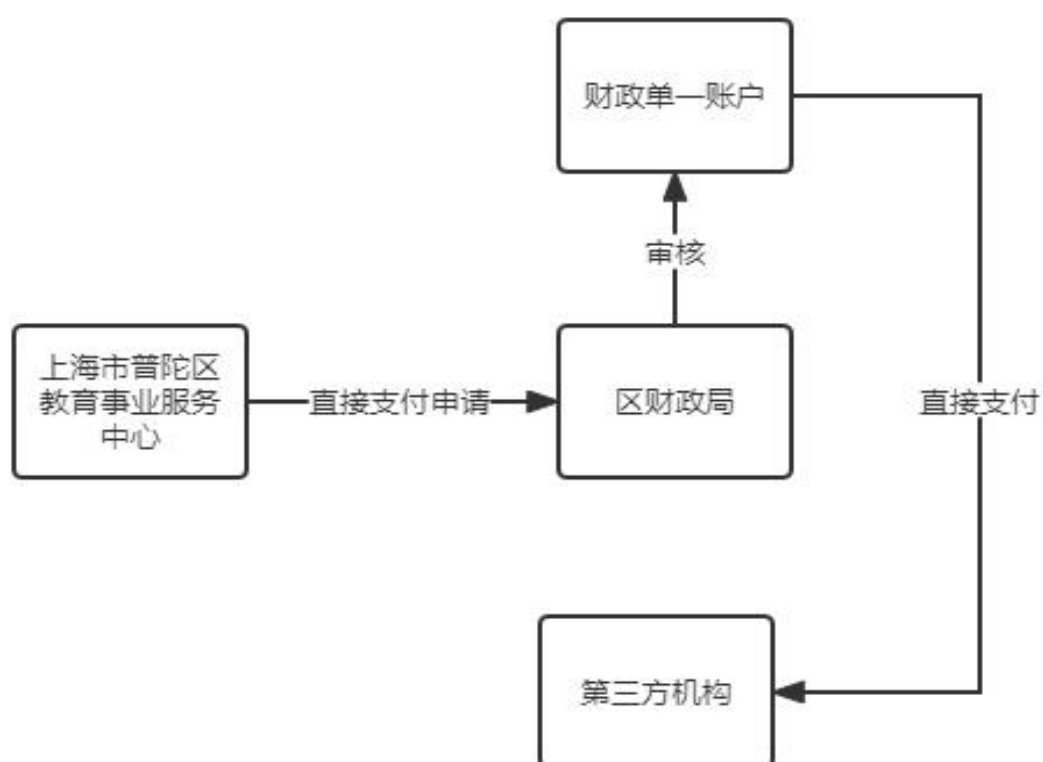 财政单一账户
审核
上海市普陀区
教育事业服务
中心
直接支付申请
区财政局
直接支付
第三方机构